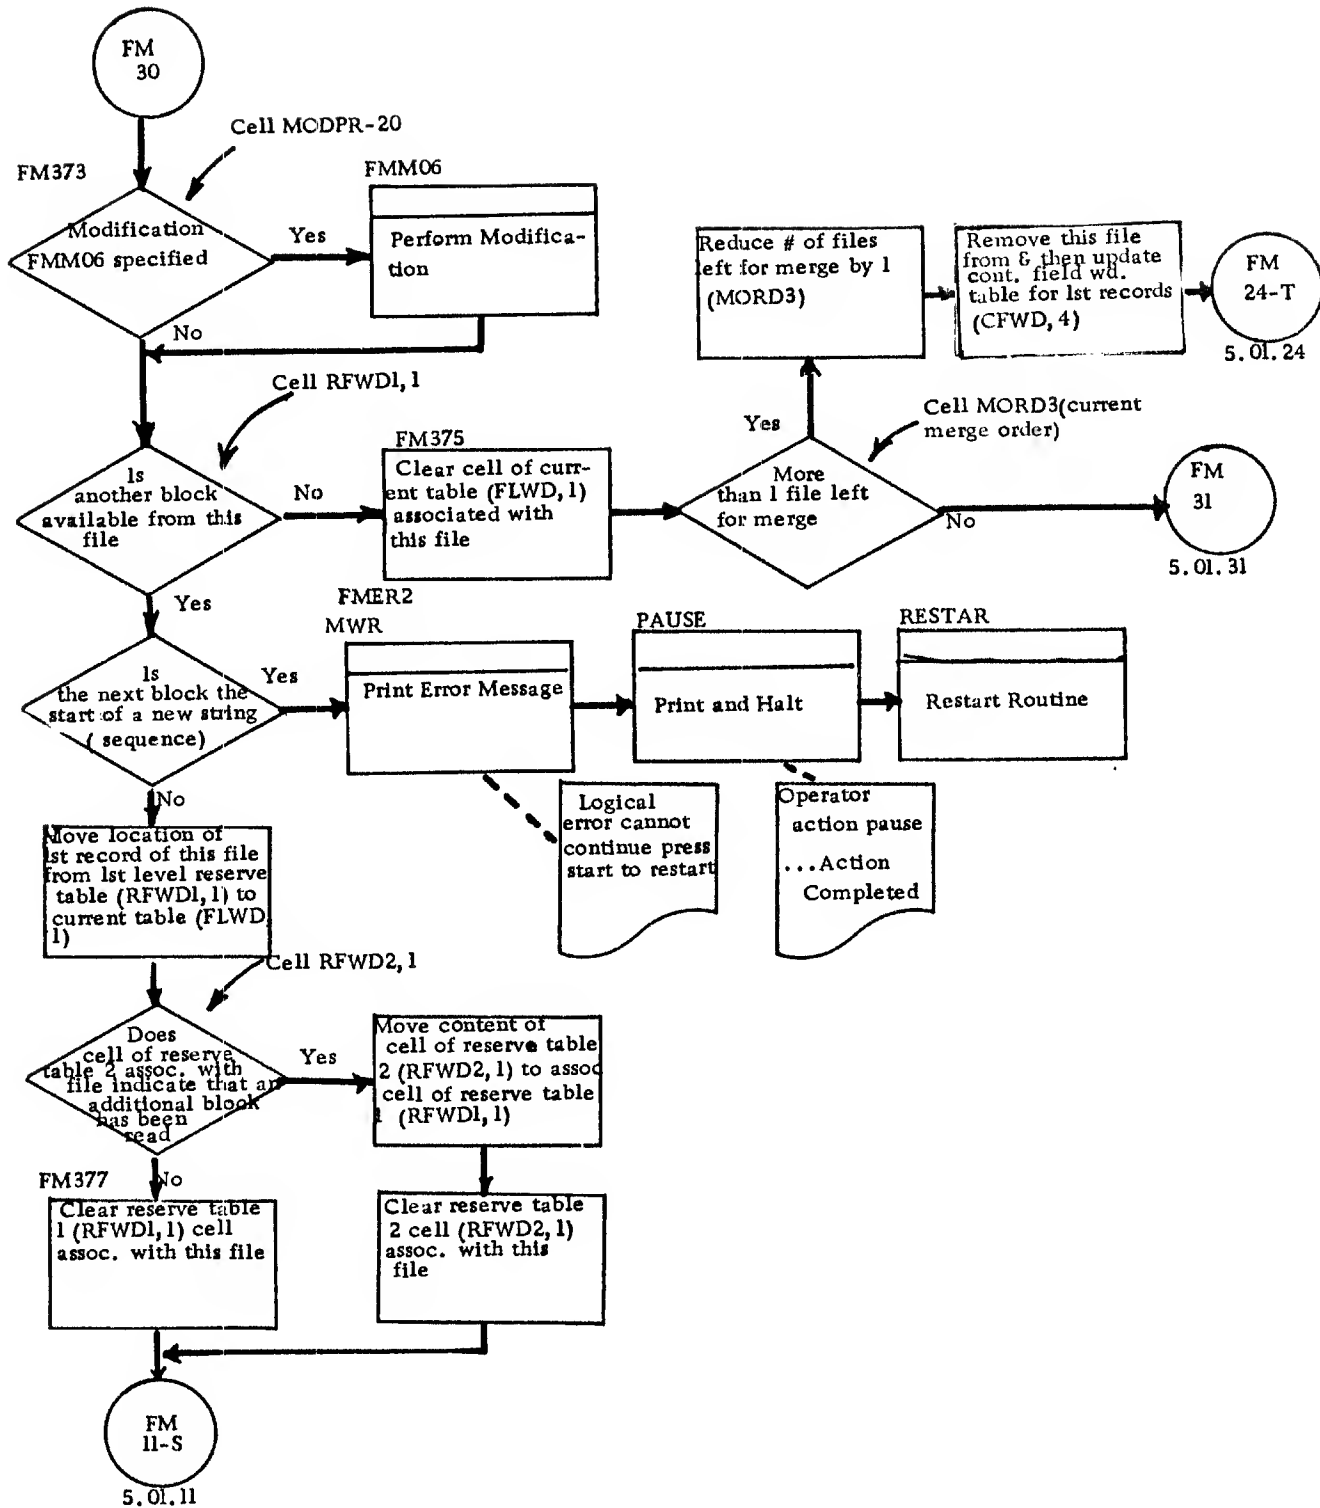 FM
30
Cell MODPR-20
FM373
Modification
FMM06 specified
Yes
No
FMM06
Perform Modifica-
tion
Reduce # of files
left for merge by 1
(MORD3)
Remove this file
from & then update
cont. field wd.
table for 1st records
(CFWD, 4)
FM
24-T
5.01.24
Cell RFWD1, 1
Is
another block
available from this
file
No
Yes
FM375
Clear cell of cur-
ent table (FLWD, 1)
associated with
this file
Yes
Cell MORD3(current
merge order)
More
than 1 file left
for merge
No
FM
31
5.01.31
Is
the next block the
start of a new string
( sequence)
Yes
No
FMER2
MWR
Print Error Message
PAUSE
Print and Halt
RESTAR
Restart Routine
Logical
error cannot
continue press
start to restart
Operator
action pause
...Action
Completed
Move location of
1st record of this file
from 1st level reserve
table (RFWD1, 1) to
current table (FLWD
1)
Cell RFWD2, 1
Does
cell of reserve
table 2 assoc. with
file indicate that an
additional block
has been
read
Yes
No
Move content of
cell of reserve table
2 (RFWD2, 1) to assoc
cell of reserve table
1 (RFWD1, 1)
FM377
Clear reserve table
1 (RFWD1, 1) cell
assoc. with this file
Clear reserve table
2 cell (RFWD2, 1)
assoc. with this
file
FM
11-S
5.01.11